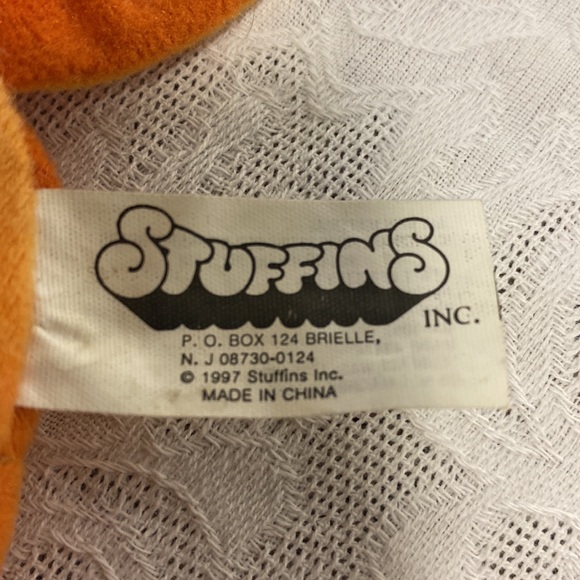 STUFFINS
INC.
P. O. BOX 124 BRIELLE,
N. J 08730-0124
© 1997 Stuffins Inc.
MADE IN CHINA